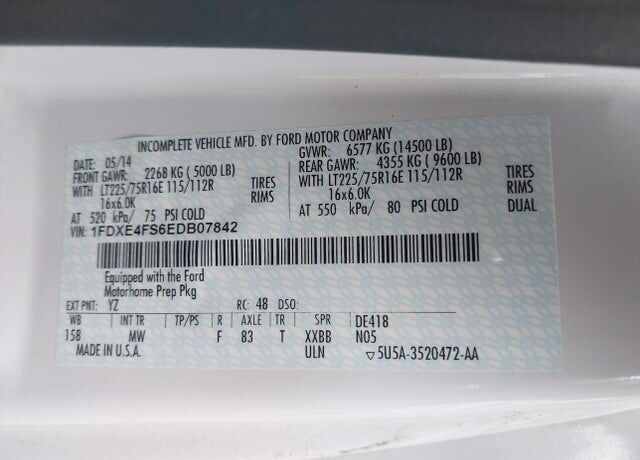 INCOMPLETE VEHICLE MFD. BY FORD MOTOR COMPANY
DATE: 05/14 GVWR: 6577 KG (14500 LB)
FRONT GAWR: 2268 KG ( 5000 LB) REAR GAWR: 4355 KG ( 9600 LB)
WITH LT225/75R16E 115/112R TIRES WITH LT225/75R16E 115/112R TIRES
16x6.0K RIMS 16x6.0K RIMS
AT 520 kPa/ 75 PSI COLD AT 550 kPa/ 80 PSI COLD DUAL
VIN: 1FDXE4FS6EDB07842
Equipped with the Ford
Motorhome Prep Pkg
EXT PNT: YZ RC: 48 DSO:
WB INT TR TP/PS R AXLE TR SPR DE418
158 MW F 83 T XXBB N05
MADE IN U.S.A. ULN ▽5U5A-3520472-AA